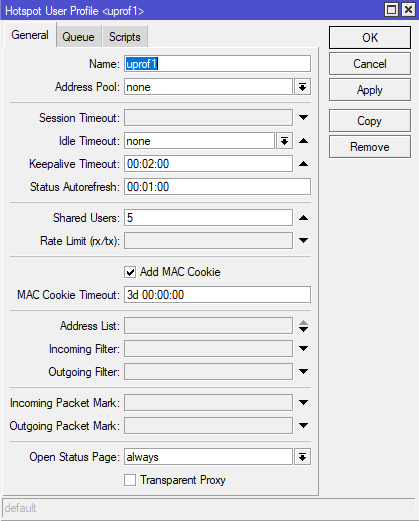 Hotspot User Profile <uprof1>
General Queue Scripts
OK
Name: uprof1
Cancel
Address Pool: none
Apply
Session Timeout:
Copy
Idle Timeout: none
Remove
Keepalive Timeout: 00:02:00
Status Autorefresh: 00:01:00
Shared Users: 5
Rate Limit (rx/tx):
Add MAC Cookie
MAC Cookie Timeout: 3d 00:00:00
Address List:
Incoming Filter:
Outgoing Filter:
Incoming Packet Mark:
Outgoing Packet Mark:
Open Status Page: always
Transparent Proxy
default